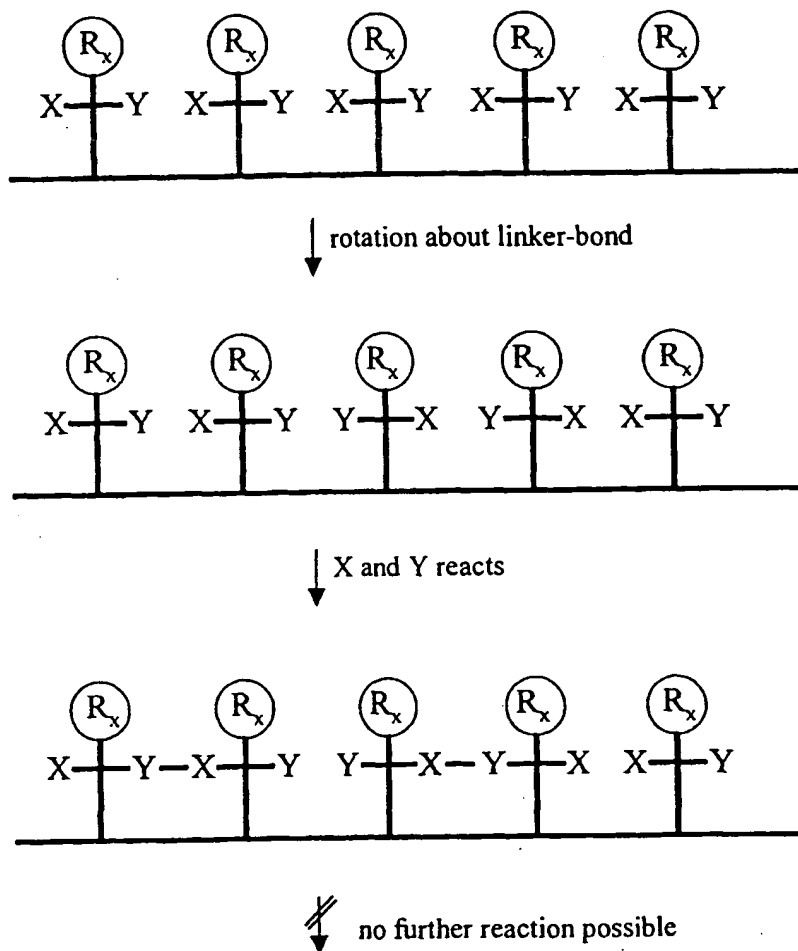 Rx Rx Rx Rx Rx
X Y X Y X Y X Y X Y
rotation about linker-bond
Rx Rx Rx Rx Rx
X Y X Y Y X Y X X Y
X and Y reacts
Rx Rx Rx Rx Rx
X Y X Y Y X Y X X Y
no further reaction possible